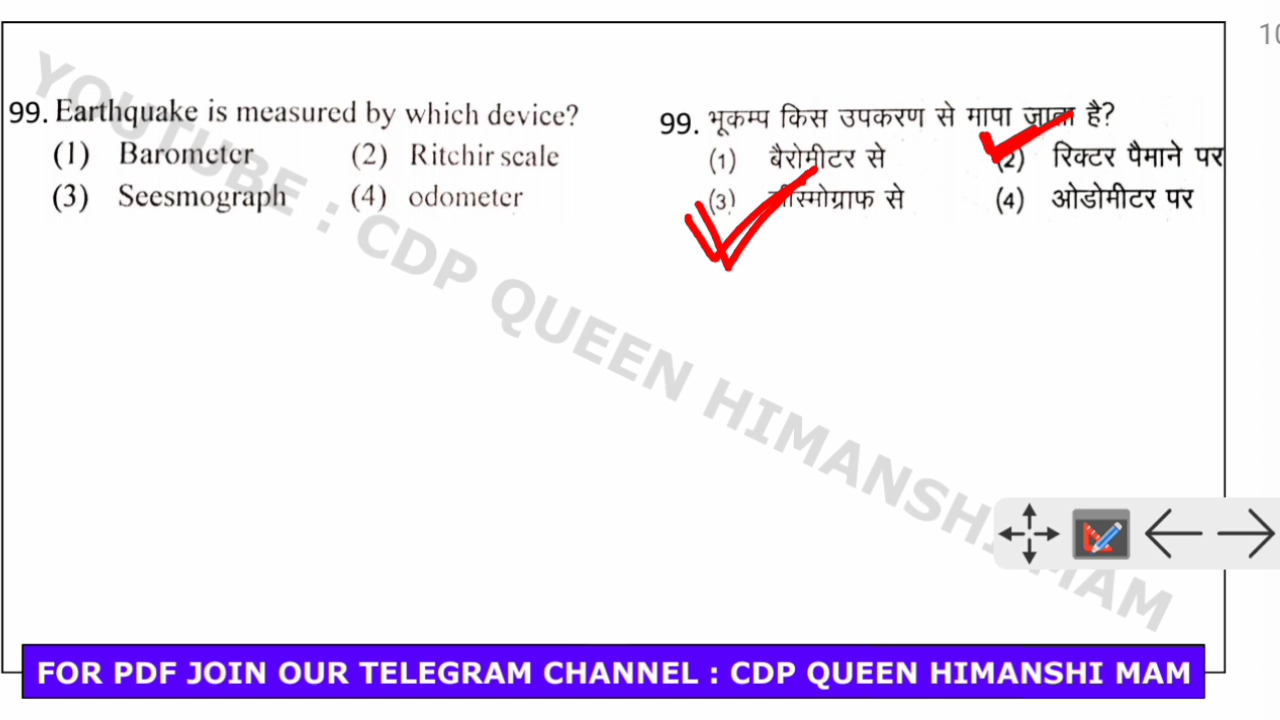 10
99. Earthquake is measured by which device?
(1) Barometer (2) Ritchir scale
(3) Seesmograph (4) odometer
99. भूकम्प किस उपकरण से मापा जाता है?
(1) बैरोमीटर से (2) रिक्टर पैमाने पर
(3) से (4) ओडोमीटर पर
YOUTUBE : CDP QUEEN HIMANSHI MAM
FOR PDF JOIN OUR TELEGRAM CHANNEL : CDP QUEEN HIMANSHI MAM